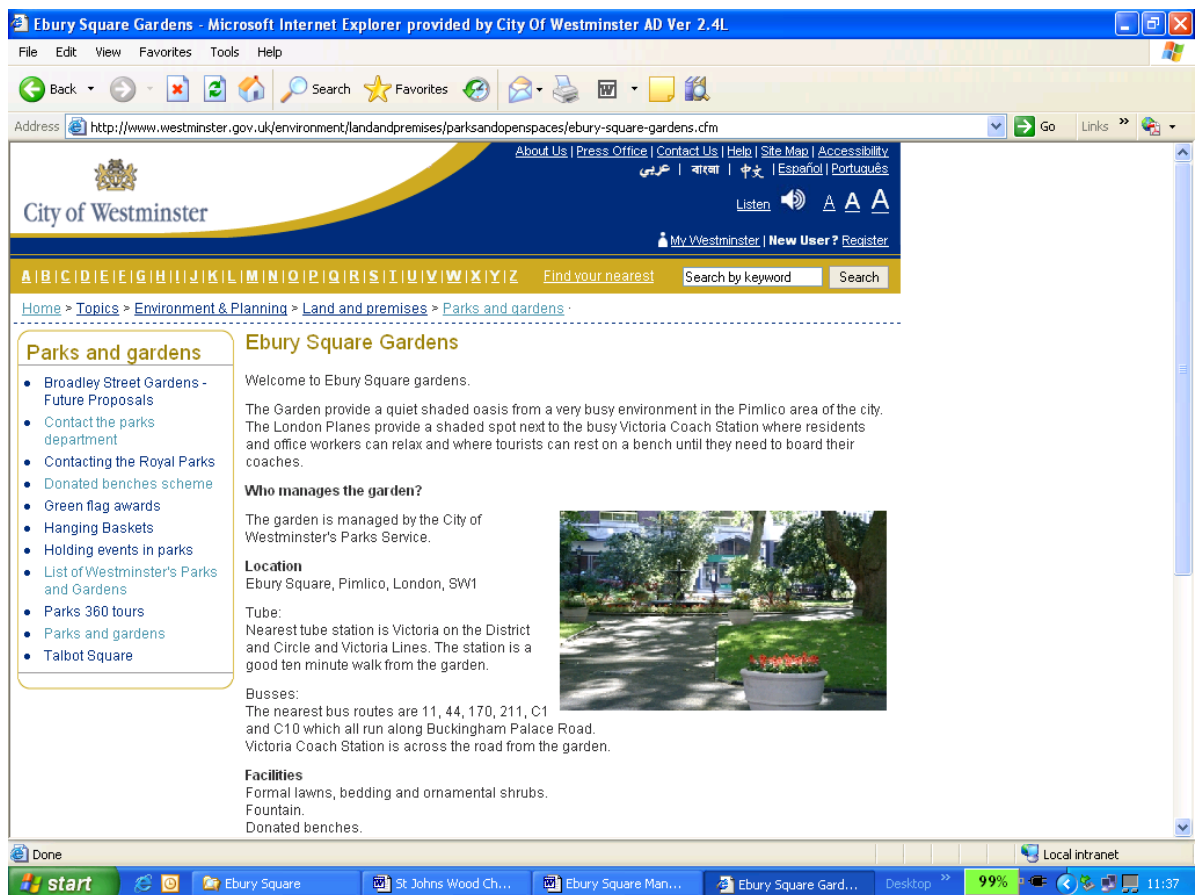 Ebury Square Gardens - Microsoft Internet Explorer provided by City Of Westminster AD Ver 2.4L
File Edit View Favorites Tools Help
Back Search Favorites
Address http://www.westminster.gov.uk/environment/landandpremises/parksandopenspaces/ebury-square-gardens.cfm Go Links »
About Us | Press Office | Contact Us | Help | Site Map | Accessibility
عربي | বাংলা | 中文 | Español | Português
City of Westminster
Listen A A A
My Westminster | New User? Register
A | B | C | D | E | F | G | H | I | J | K | L | M | N | O | P | Q | R | S | T | U | V | W | X | Y | Z Find your nearest Search by keyword Search
Home > Topics > Environment & Planning > Land and premises > Parks and gardens ·
Parks and gardens
• Broadley Street Gardens -
Future Proposals
• Contact the parks
department
• Contacting the Royal Parks
• Donated benches scheme
• Green flag awards
• Hanging Baskets
• Holding events in parks
• List of Westminster's Parks
and Gardens
• Parks 360 tours
• Parks and gardens
• Talbot Square
Ebury Square Gardens
Welcome to Ebury Square gardens.
The Garden provide a quiet shaded oasis from a very busy environment in the Pimlico area of the city.
The London Planes provide a shaded spot next to the busy Victoria Coach Station where residents
and office workers can relax and where tourists can rest on a bench until they need to board their
coaches.
Who manages the garden?
The garden is managed by the City of
Westminster's Parks Service.
Location
Ebury Square, Pimlico, London, SW1
Tube:
Nearest tube station is Victoria on the District
and Circle and Victoria Lines. The station is a
good ten minute walk from the garden.
Busses:
The nearest bus routes are 11, 44, 170, 211, C1
and C10 which all run along Buckingham Palace Road.
Victoria Coach Station is across the road from the garden.
Facilities
Formal lawns, bedding and ornamental shrubs.
Fountain.
Donated benches.
Done Local intranet
start Ebury Square St Johns Wood Ch... Ebury Square Man... Ebury Square Gard... Desktop » 99% 11:37